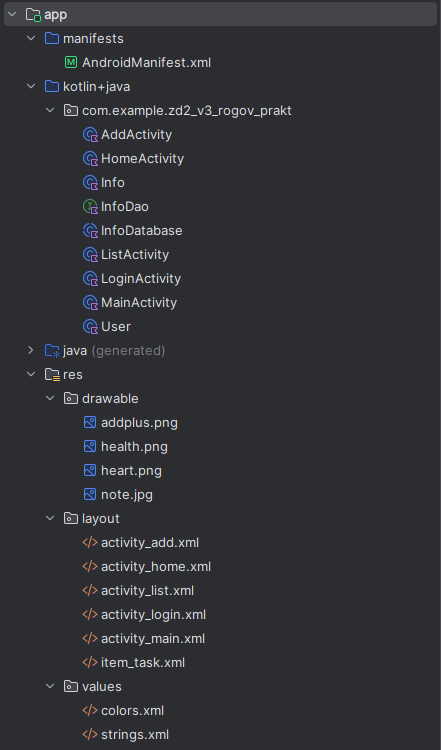 app
manifests
AndroidManifest.xml
kotlin+java
com.example.zd2_v3_rogov_prakt
AddActivity
HomeActivity
Info
InfoDao
InfoDatabase
ListActivity
LoginActivity
MainActivity
User
java (generated)
res
drawable
addplus.png
health.png
heart.png
note.jpg
layout
activity_add.xml
activity_home.xml
activity_list.xml
activity_login.xml
activity_main.xml
item_task.xml
values
colors.xml
strings.xml